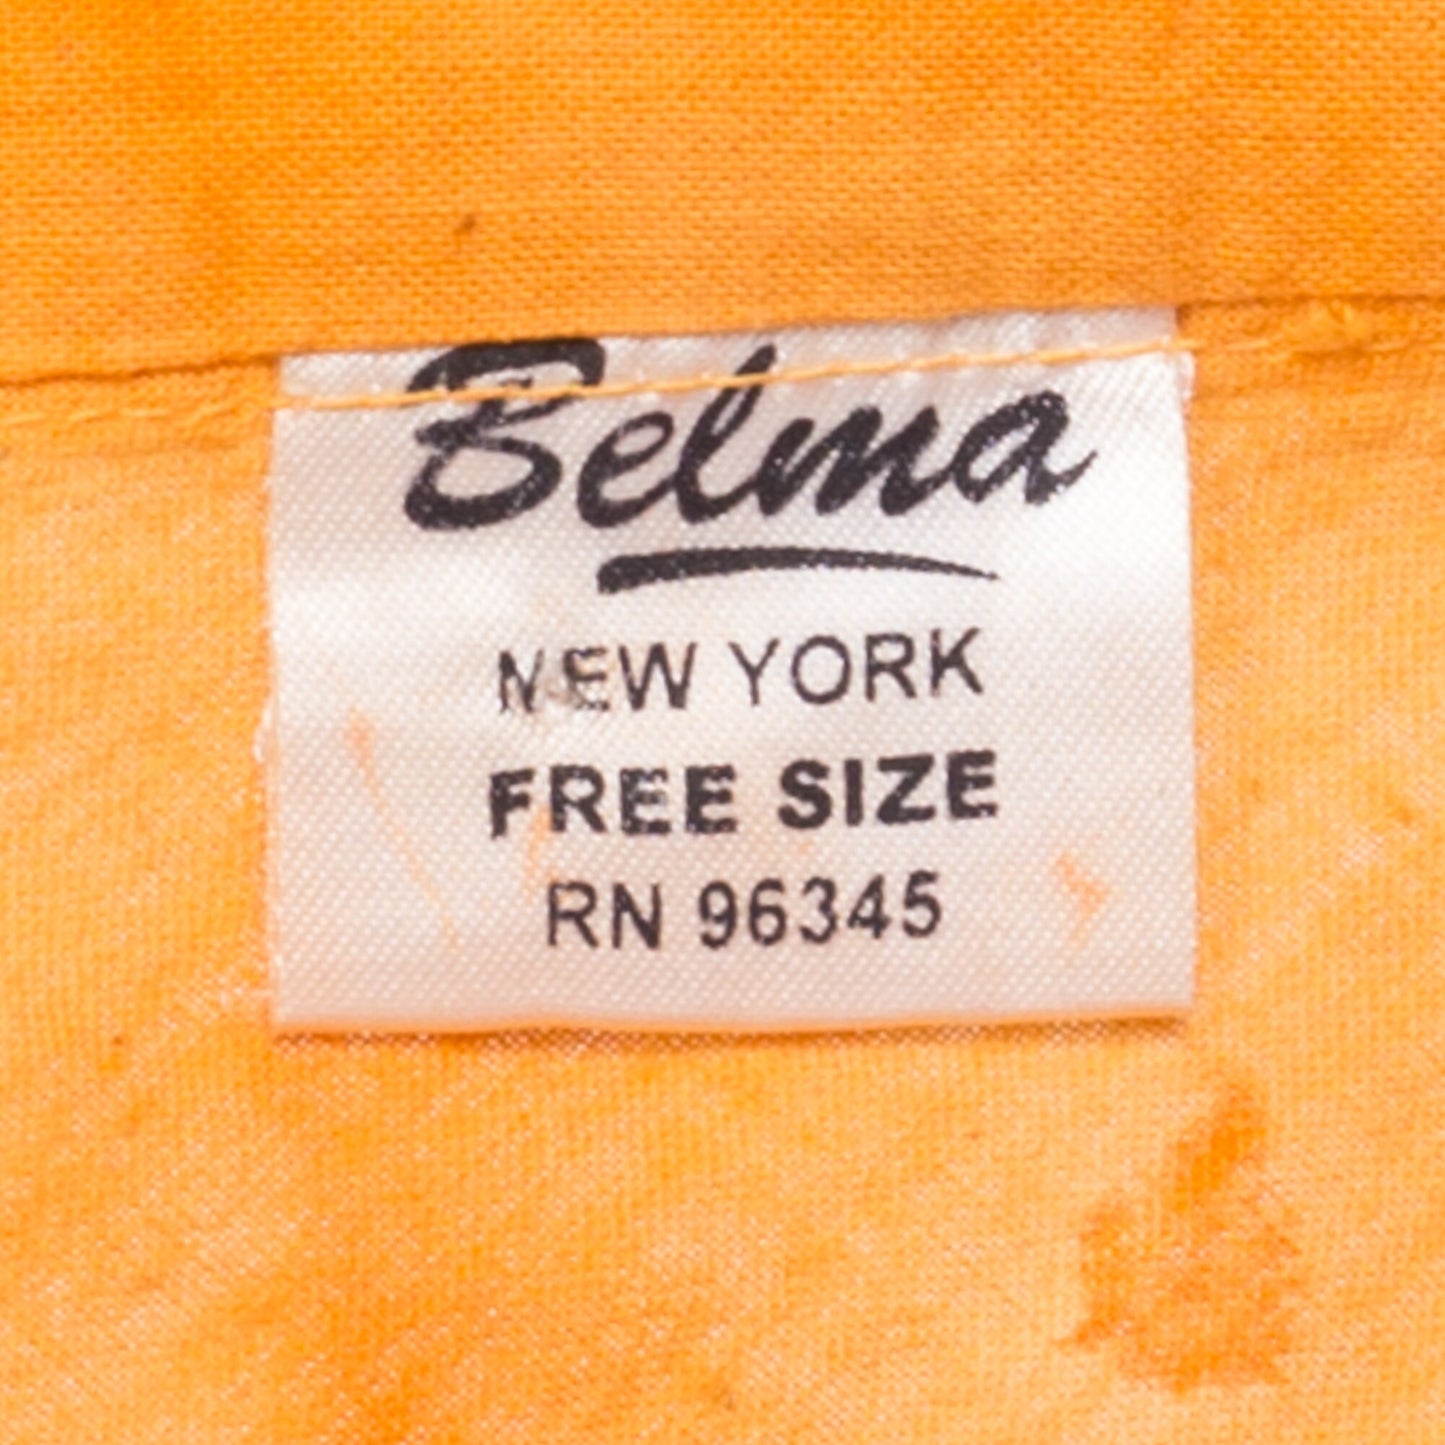 Belma
NEW YORK
FREE SIZE
RN 96345